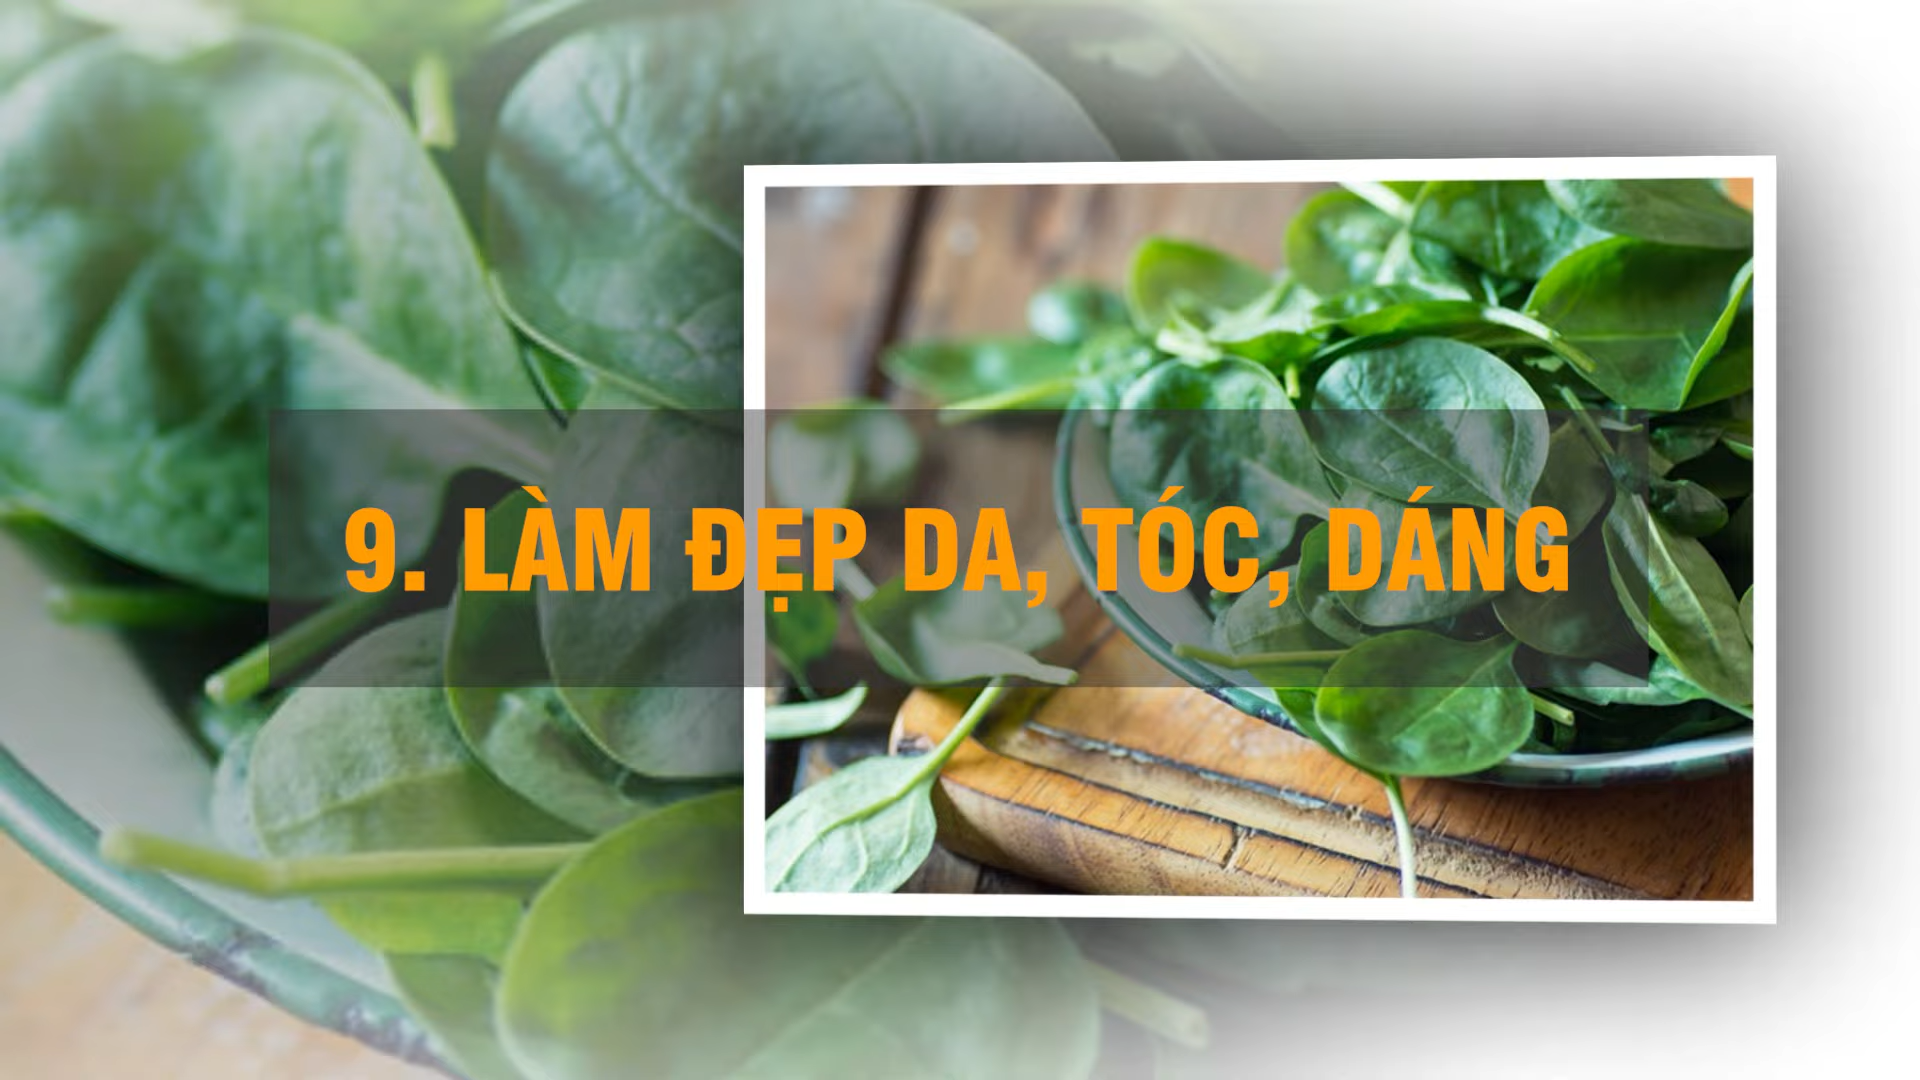 9. LÀM ĐẸP DA, TÓC, DÁNG